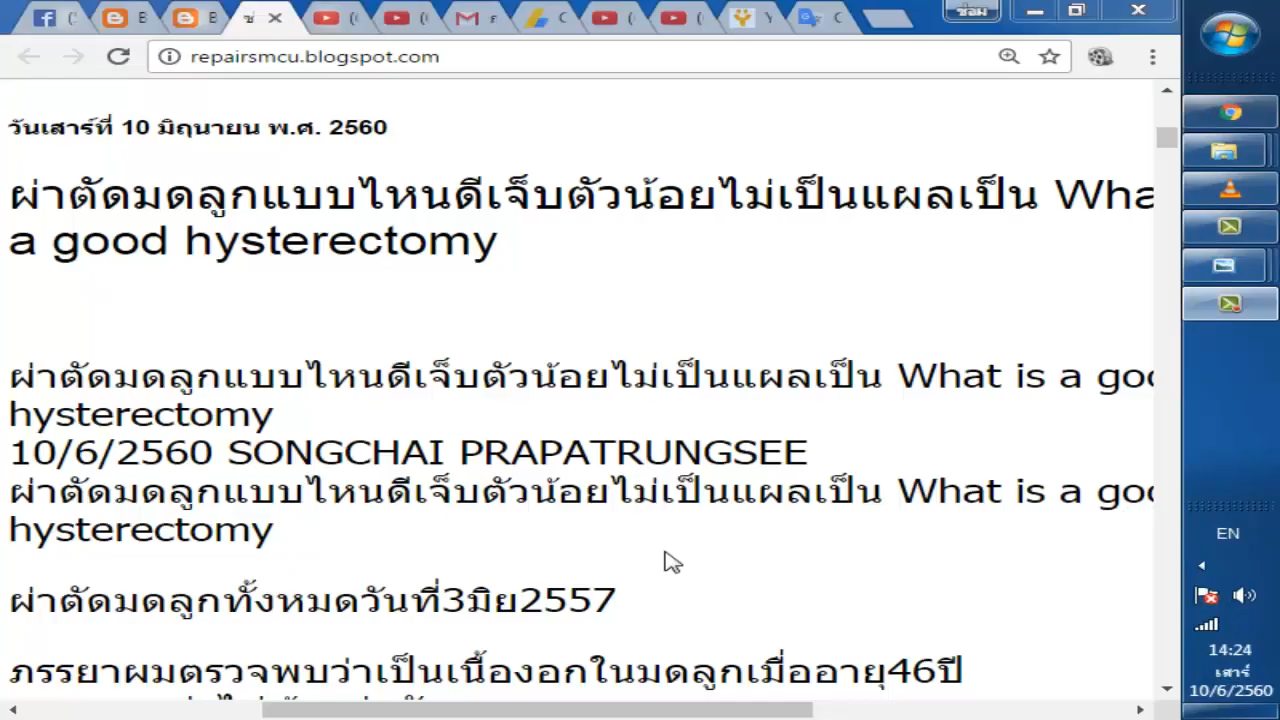 ซ่อม
repairsmcu.blogspot.com
วันเสาร์ที่ 10 มิถุนายน พ.ศ. 2560
ผ่าตัดมดลูกแบบไหนดีเจ็บตัวน้อยไม่เป็นแผลเป็น Wha
a good hysterectomy
ผ่าตัดมดลูกแบบไหนดีเจ็บตัวน้อยไม่เป็นแผลเป็น What is a goo
hysterectomy
10/6/2560 SONGCHAI PRAPATRUNGSEE
ผ่าตัดมดลูกแบบไหนดีเจ็บตัวน้อยไม่เป็นแผลเป็น What is a goo
hysterectomy
ผ่าตัดมดลูกทั้งหมดวันที่3มิย2557
ภรรยาผมตรวจพบว่าเป็นเนื้องอกในมดลูกเมื่ออายุ46ปี
EN
14:24
เสาร์
10/6/2560